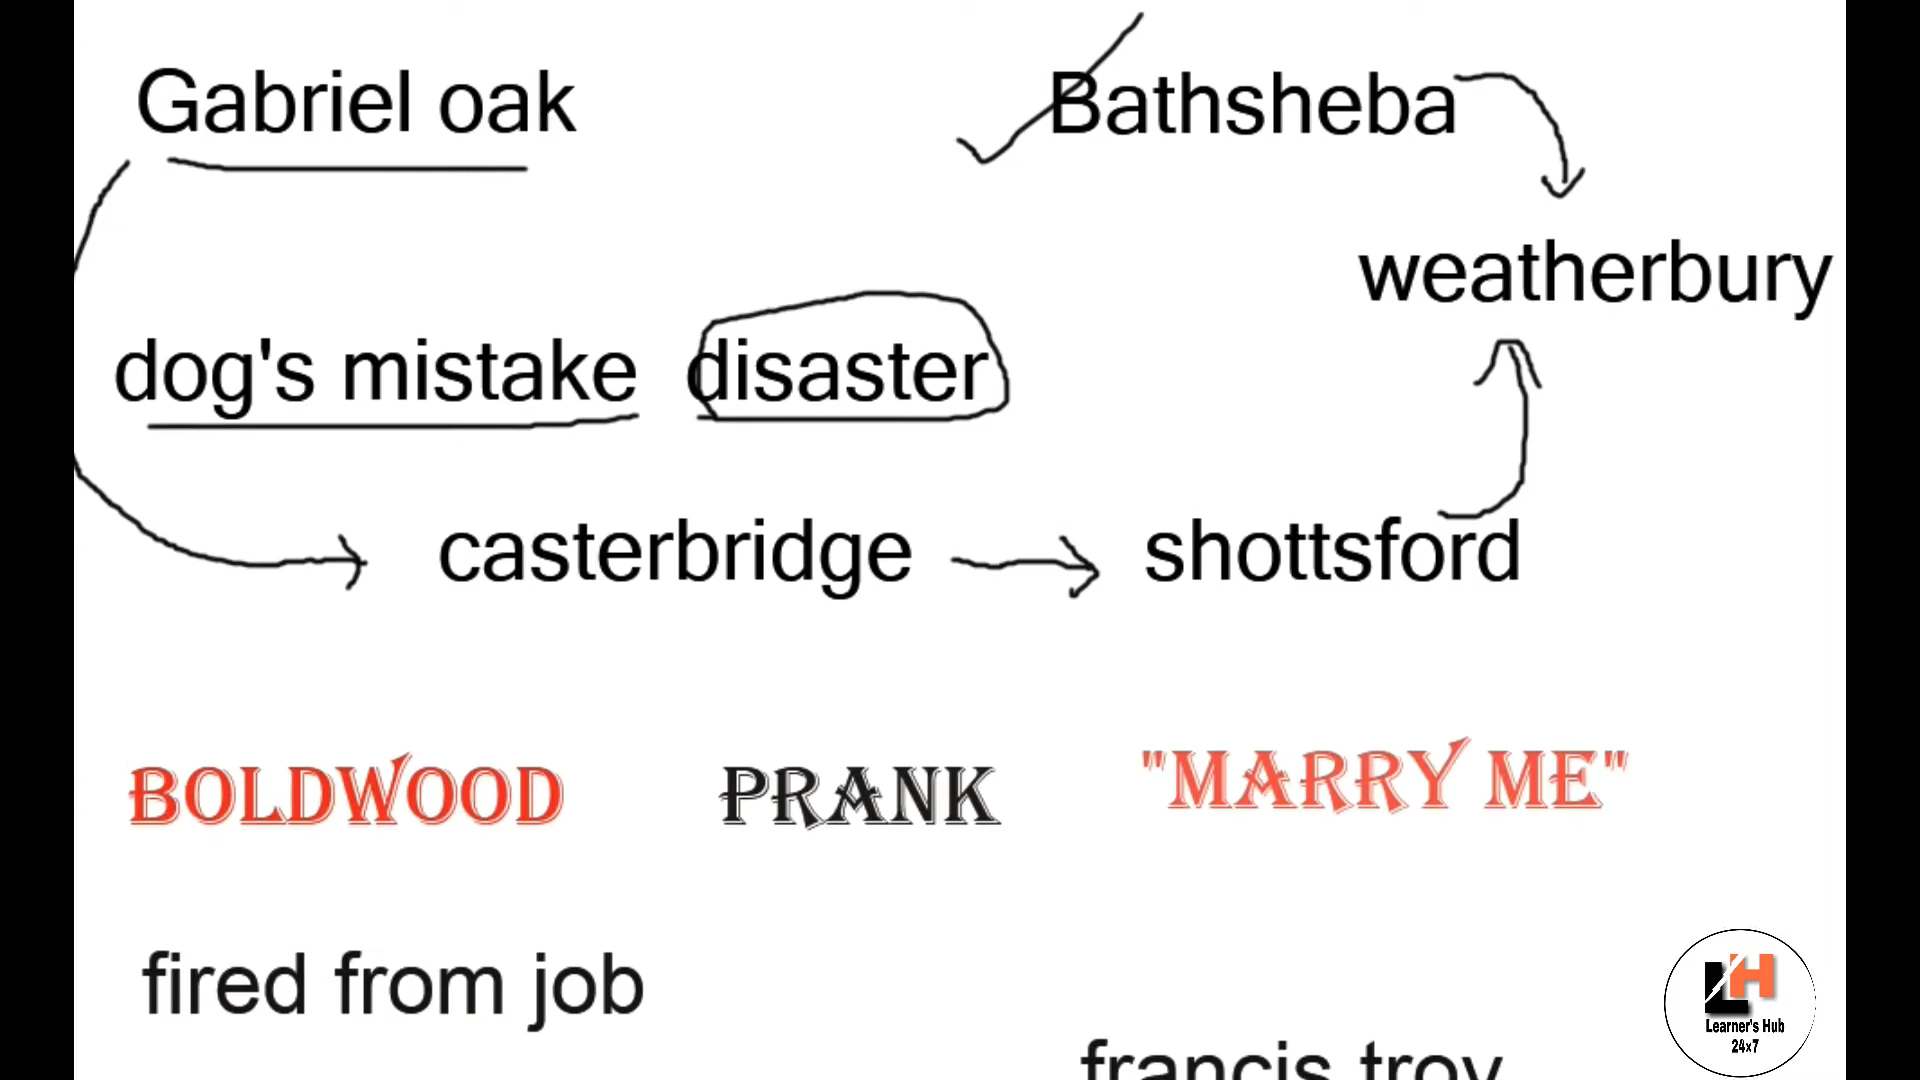 Gabriel oak
Bathsheba
weatherbury
dog's mistake disaster
casterbridge
shottsford
BOLDWOOD
PRANK
"MARRY ME"
fired from job
francis troy
LH
Learner's Hub
24x7